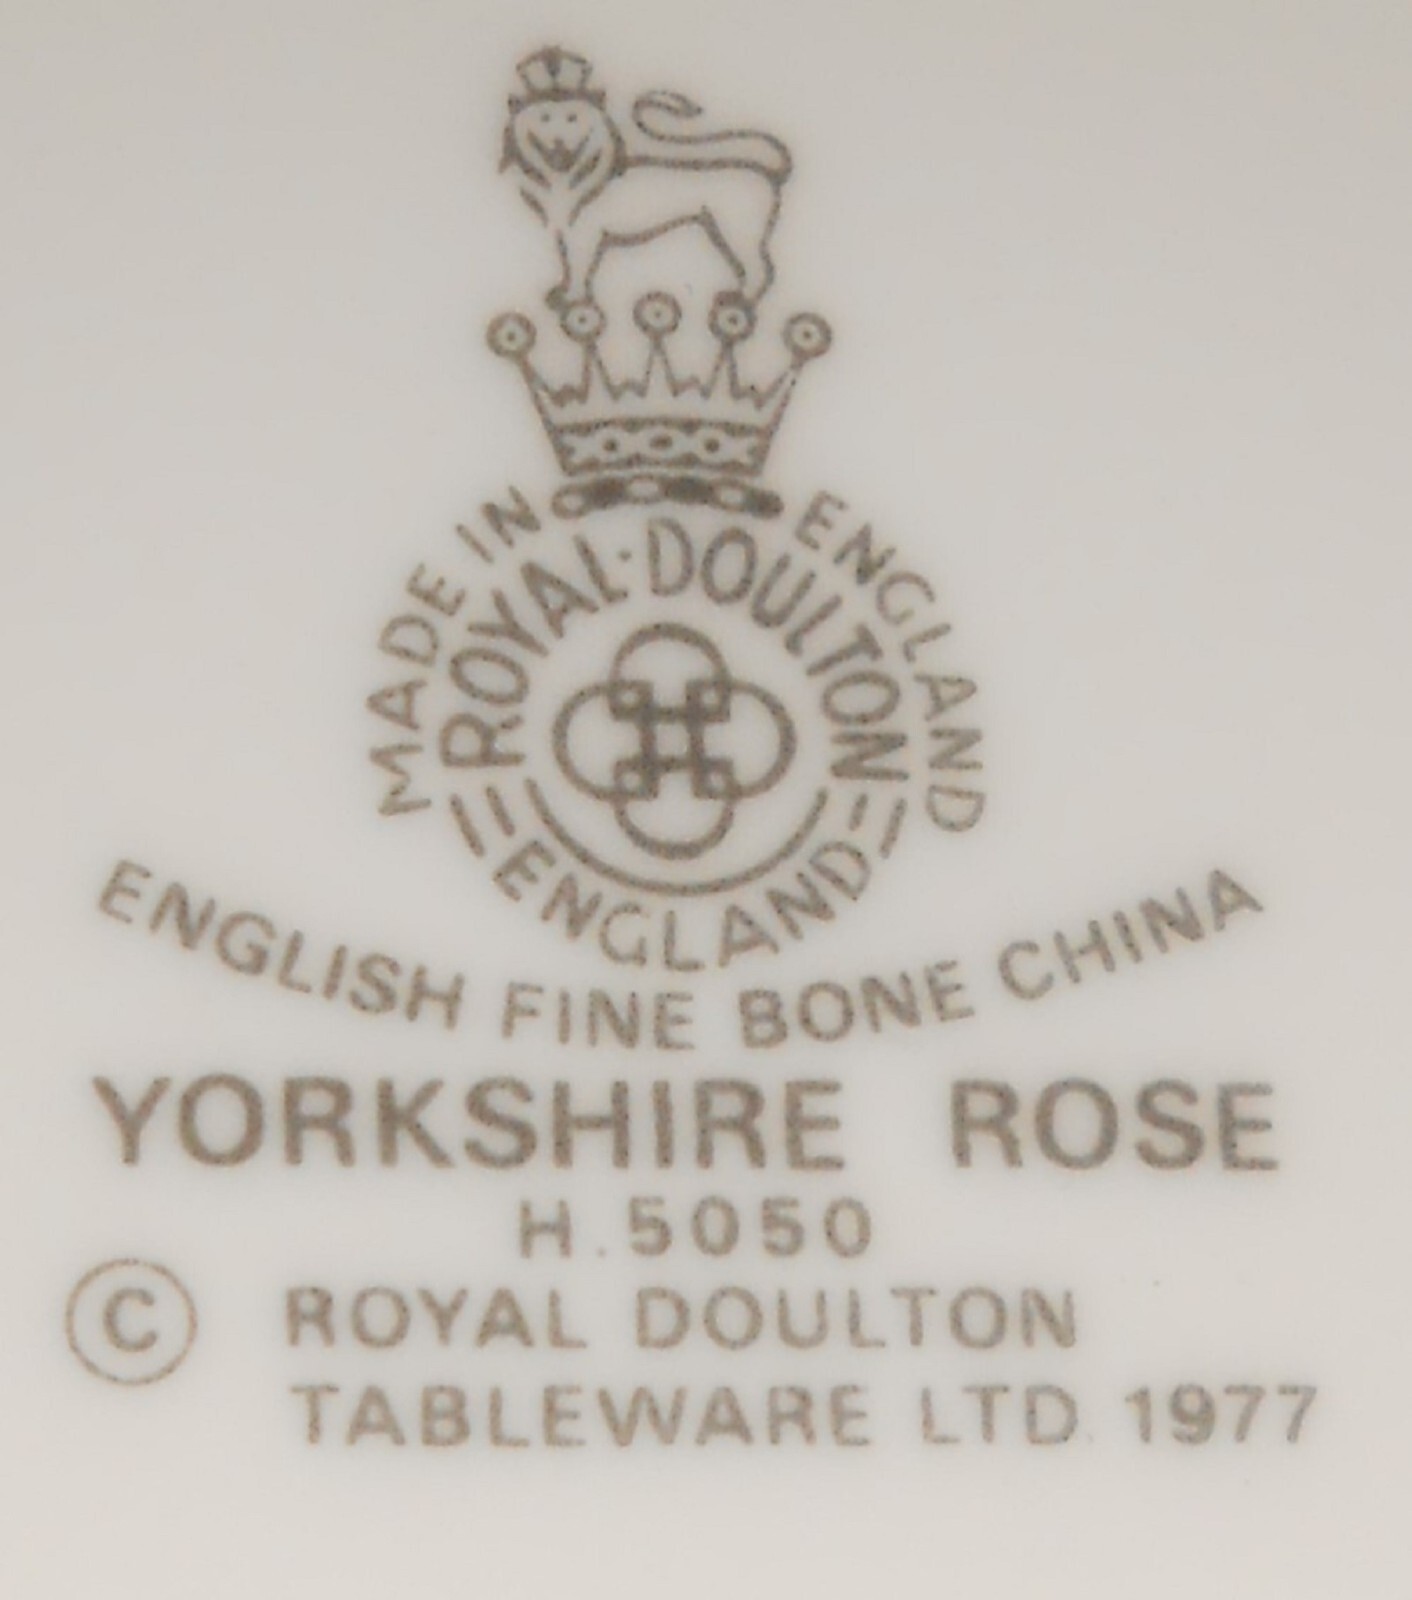 MADE IN ENGLAND
ROYAL·DOULTON
ENGLAND
ENGLISH FINE BONE CHINA
YORKSHIRE ROSE
H.5050
© ROYAL DOULTON
TABLEWARE LTD. 1977